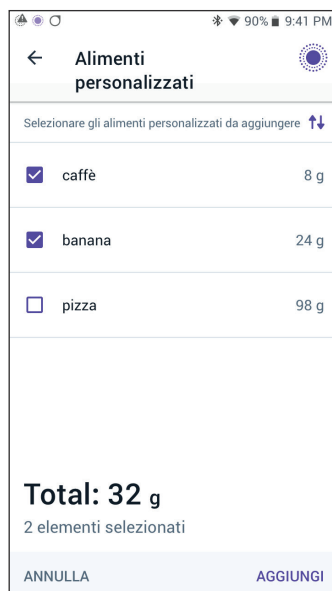 90% 9:41 PM
Alimenti
personalizzati
Selezionare gli alimenti personalizzati da aggiungere
caffè 8 g
banana 24 g
pizza 98 g
Total: 32 g
2 elementi selezionati
ANNULLA AGGIUNGI